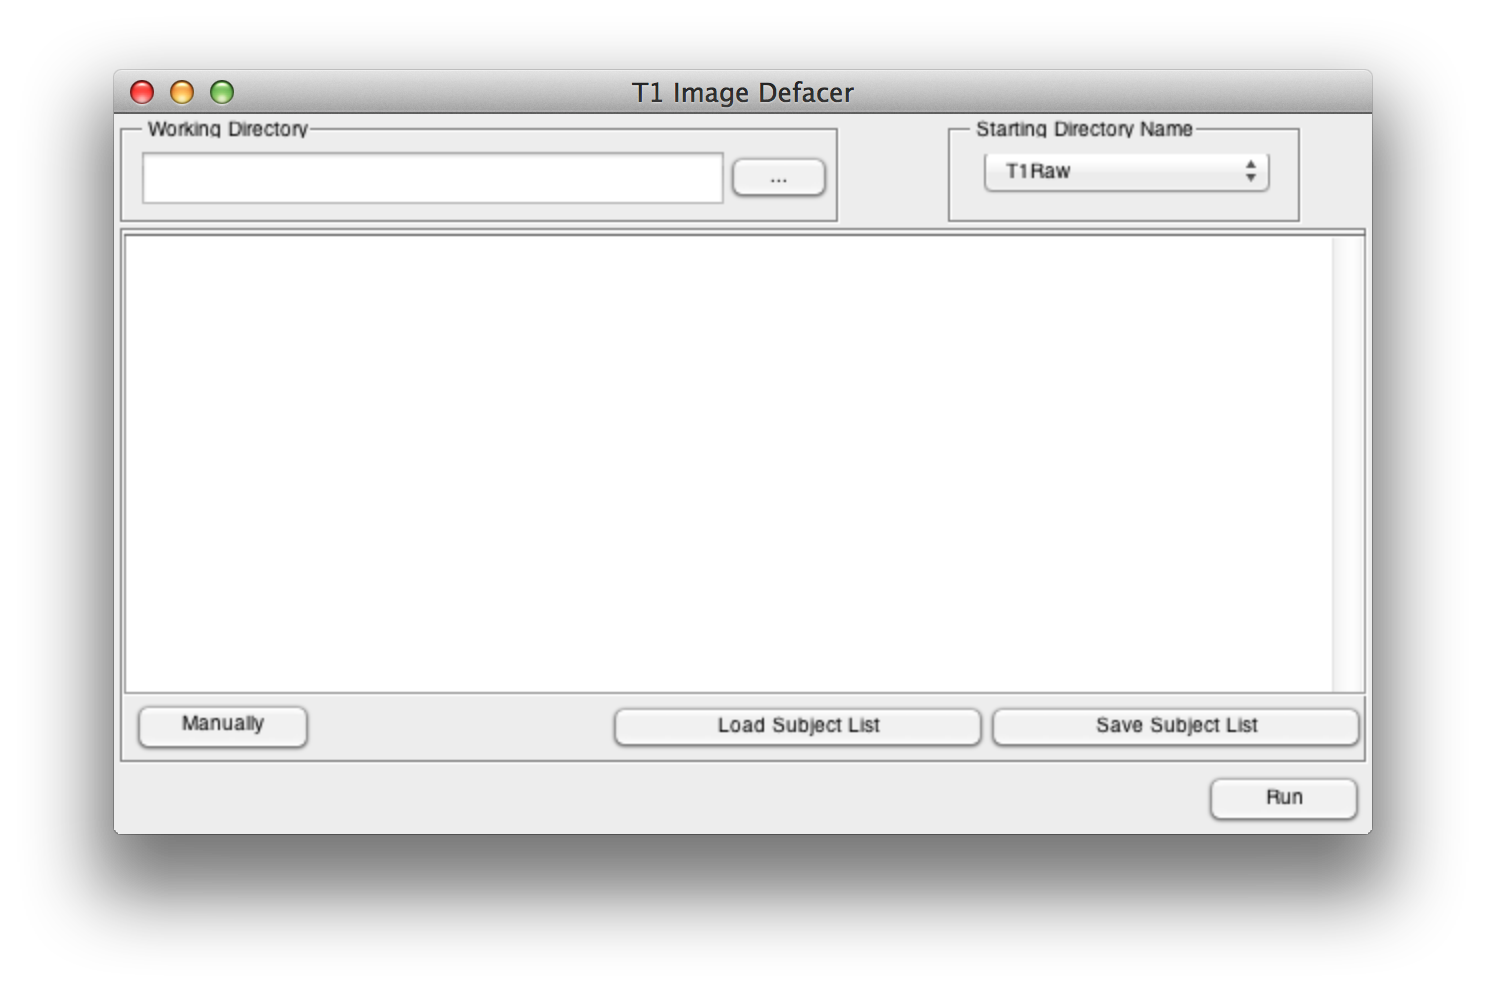 T1 Image Defacer
Working Directory
Starting Directory Name
...
T1Raw
Manually
Load Subject List
Save Subject List
Run